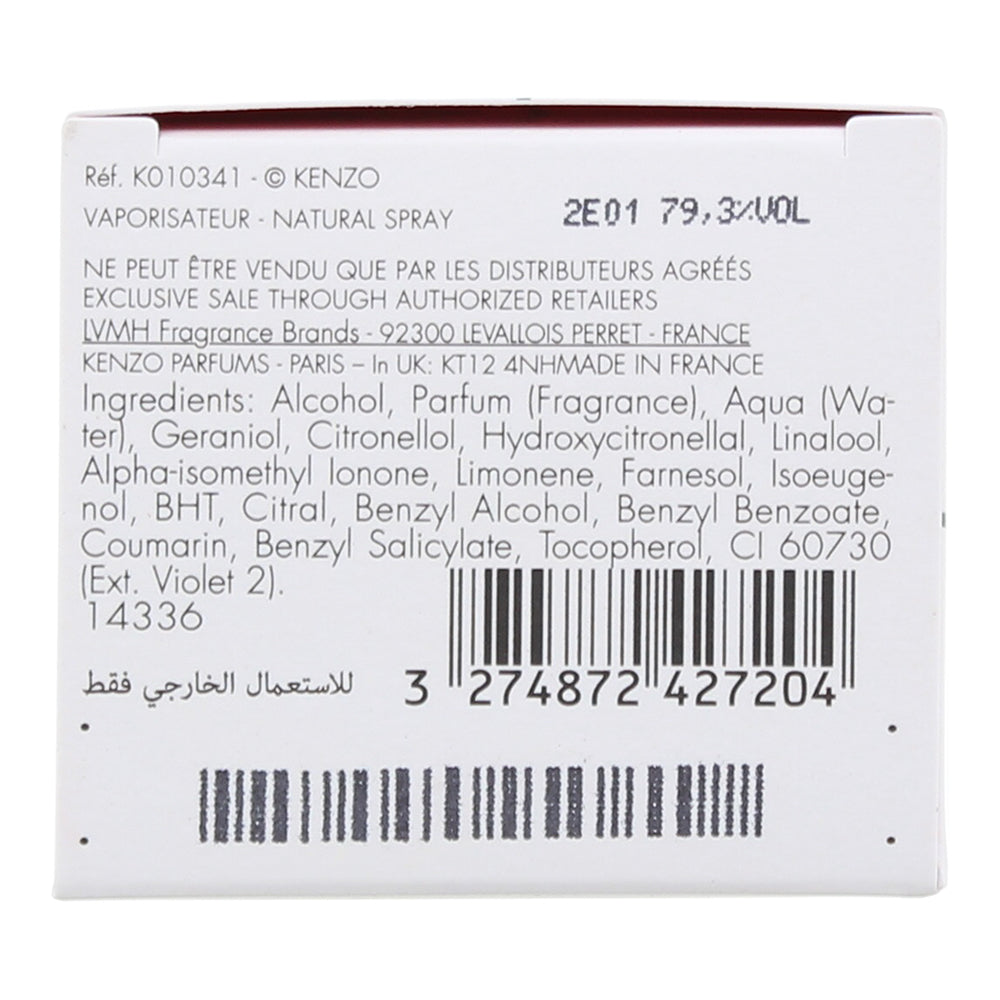 Réf. K010341 - © KENZO
VAPORISATEUR - NATURAL SPRAY
2E01 79,3%VOL
NE PEUT ÊTRE VENDU QUE PAR LES DISTRIBUTEURS AGRÉÉS
EXCLUSIVE SALE THROUGH AUTHORIZED RETAILERS
LVMH Fragrance Brands - 92300 LEVALLOIS PERRET - FRANCE
KENZO PARFUMS - PARIS – In UK: KT12 4NHMADE IN FRANCE
Ingredients: Alcohol, Parfum (Fragrance), Aqua (Wa-
ter), Geraniol, Citronellol, Hydroxycitronellal, Linalool,
Alpha-isomethyl Ionone, Limonene, Farnesol, Isoeuge-
nol, BHT, Citral, Benzyl Alcohol, Benzyl Benzoate,
Coumarin, Benzyl Salicylate, Tocopherol, CI 60730
(Ext. Violet 2).
14336
للاستعمال الخارجي فقط
3 274872 427204